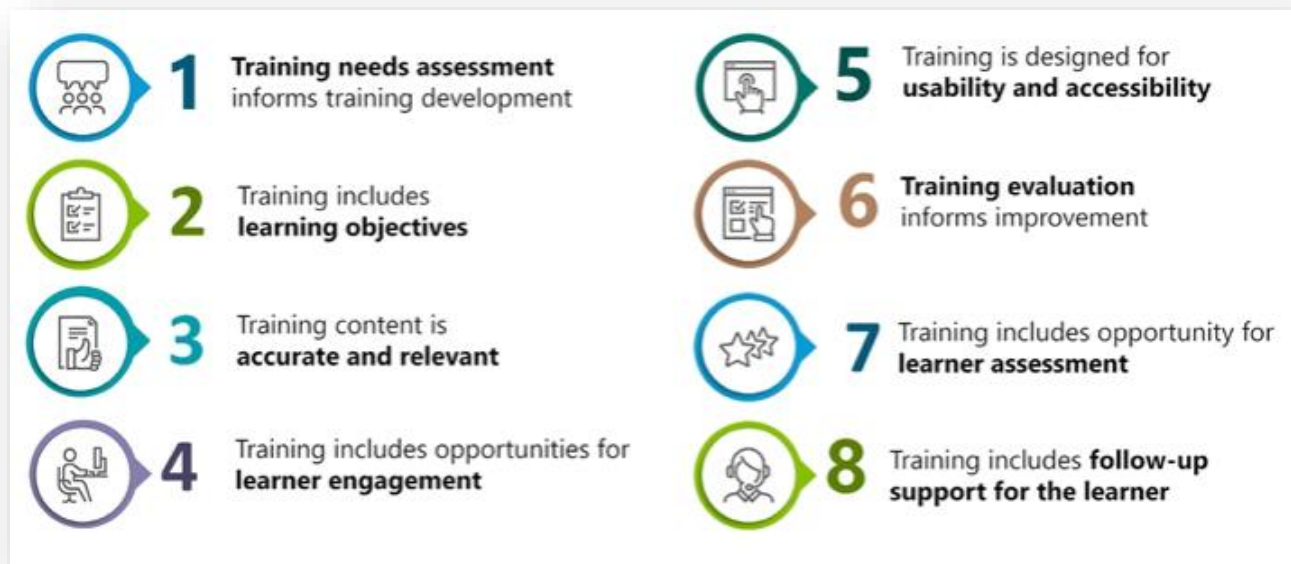 1
Training needs assessment
informs training development
2
Training includes
learning objectives
3
Training content is
accurate and relevant
4
Training includes opportunities for
learner engagement
5
Training is designed for
usability and accessibility
6
Training evaluation
informs improvement
7
Training includes opportunity for
learner assessment
8
Training includes follow-up
support for the learner